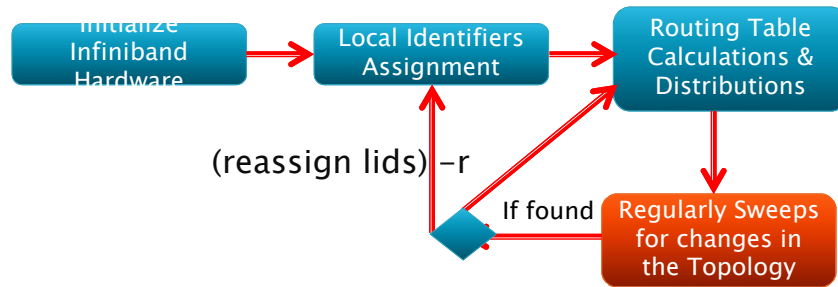 Initialize
Infiniband
Hardware
Local Identifiers
Assignment
Routing Table
Calculations &
Distributions
(reassign lids) -r
If found
Regularly Sweeps
for changes in
the Topology